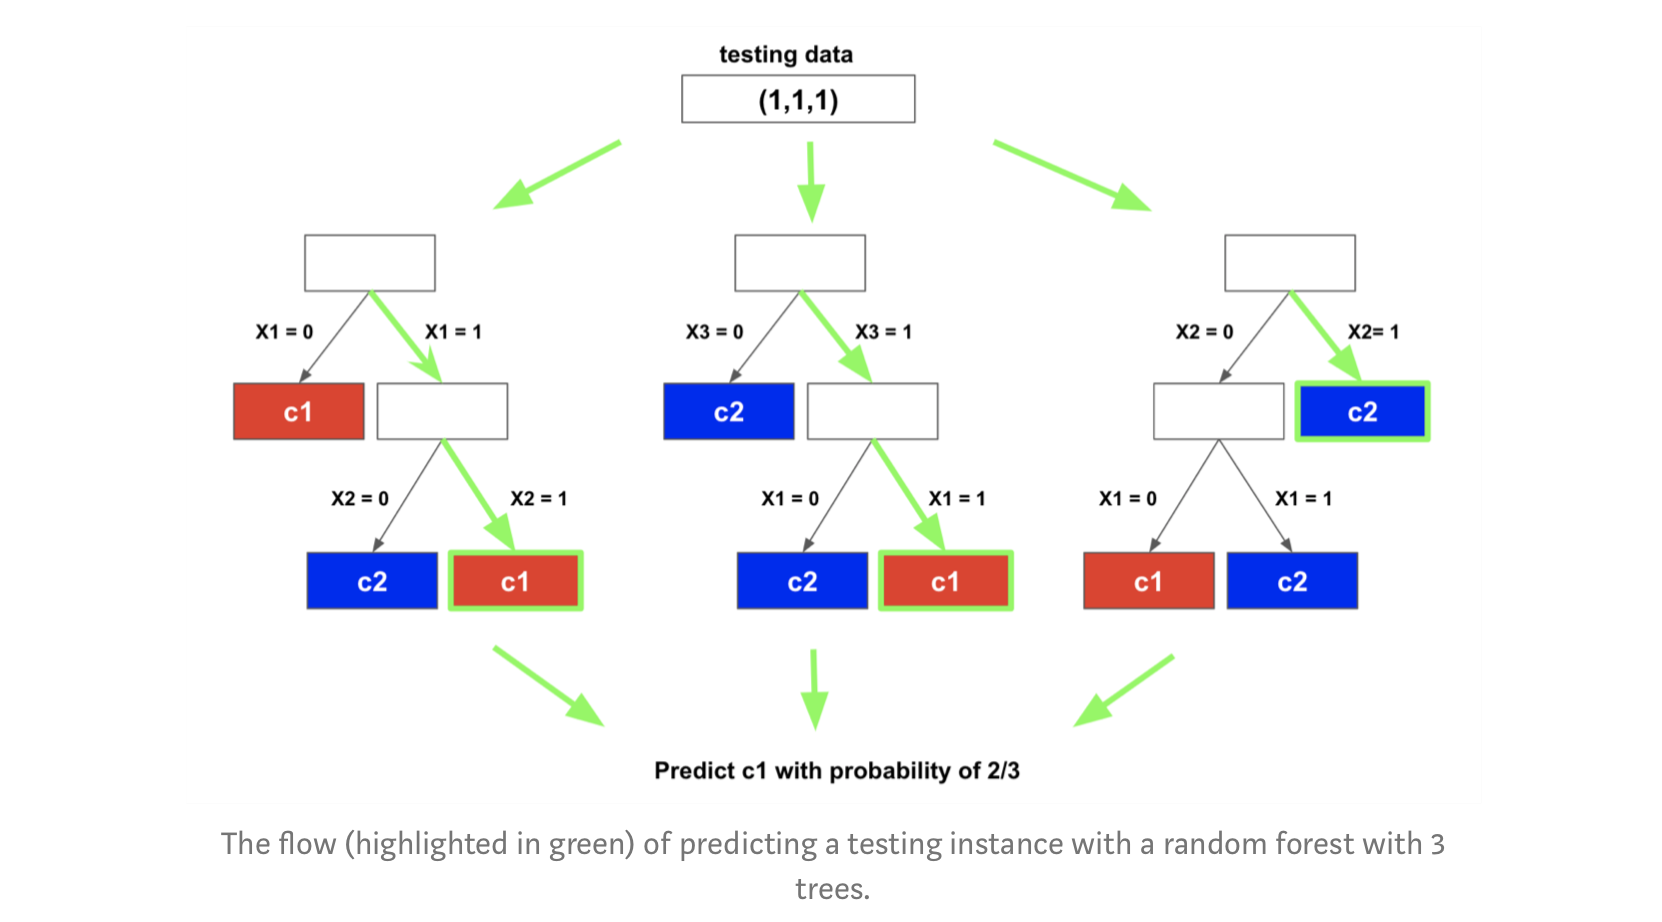 testing data
(1,1,1)
X1 = 0
X1 = 1
X3 = 0
X3 = 1
X2 = 0
X2= 1
c1
c2
c2
X2 = 0
X2 = 1
X1 = 0
X1 = 1
X1 = 0
X1 = 1
c2
c1
c2
c1
c1
c2
Predict c1 with probability of 2/3
The flow (highlighted in green) of predicting a testing instance with a random forest with 3
trees.